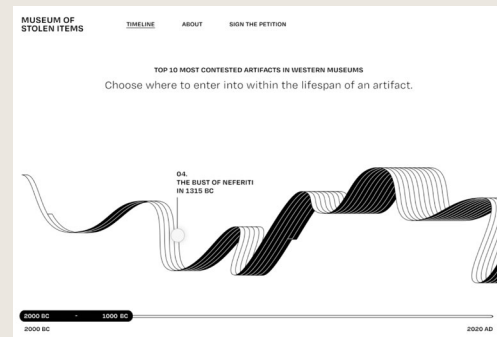 MUSEUM OF
STOLEN ITEMS
TIMELINE
ABOUT
SIGN THE PETITION
TOP 10 MOST CONTESTED ARTIFACTS IN WESTERN MUSEUMS
Choose where to enter into within the lifespan of an artifact.
04.
THE BUST OF NEFERITI
IN 1315 BC
2000 BC - 1000 BC
2000 BC
2020 AD